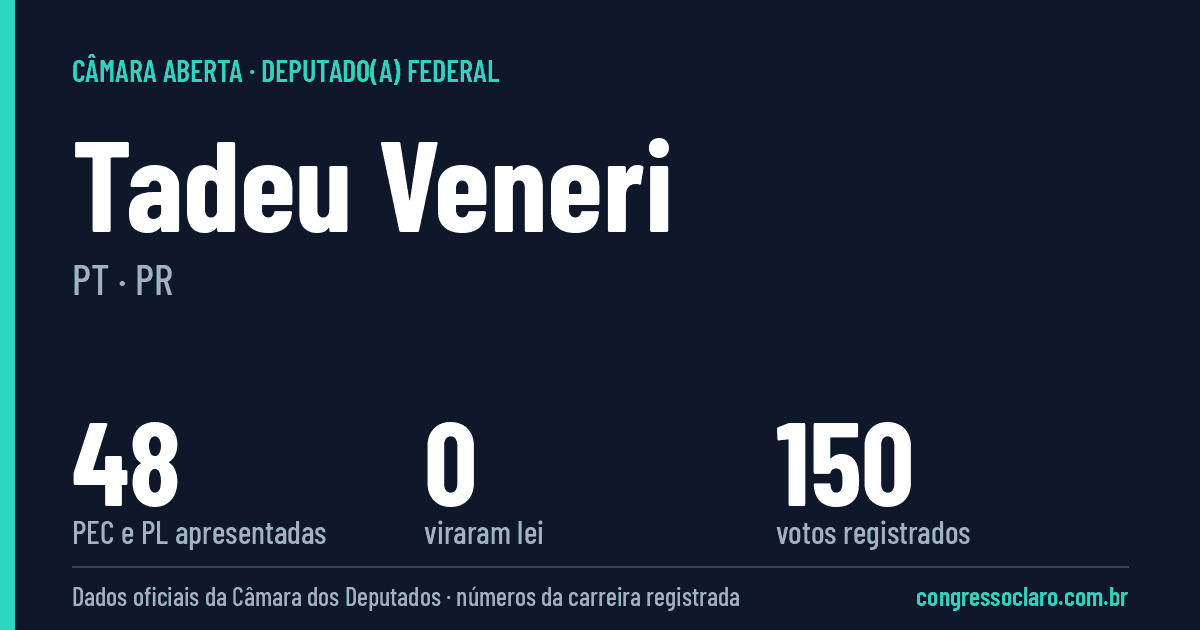 CÂMARA ABERTA · DEPUTADO(A) FEDERAL
Tadeu Veneri
PT · PR
48 0 150
PEC e PL apresentadas viraram lei votos registrados
Dados oficiais da Câmara dos Deputados · números da carreira registrada congressoclaro.com.br